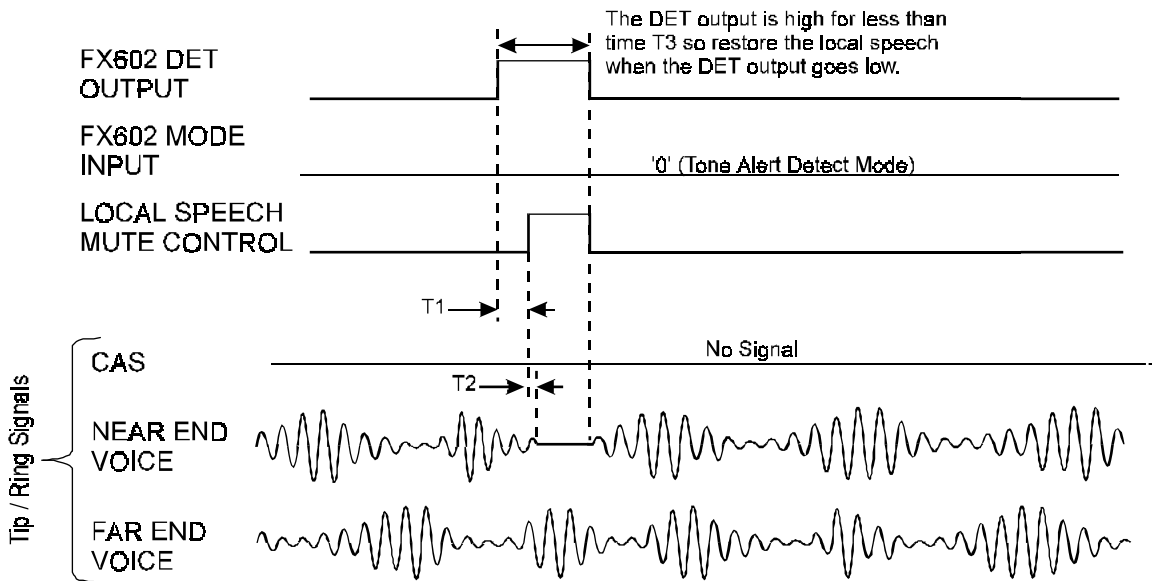 The DET output is high for less than
time T3 so restore the local speech
when the DET output goes low.
FX602 DET
OUTPUT
FX602 MODE
INPUT
'0' (Tone Alert Detect Mode)
LOCAL SPEECH
MUTE CONTROL
T1
CAS
No Signal
T2
NEAR END
VOICE
FAR END
VOICE
Tip / Ring Signals